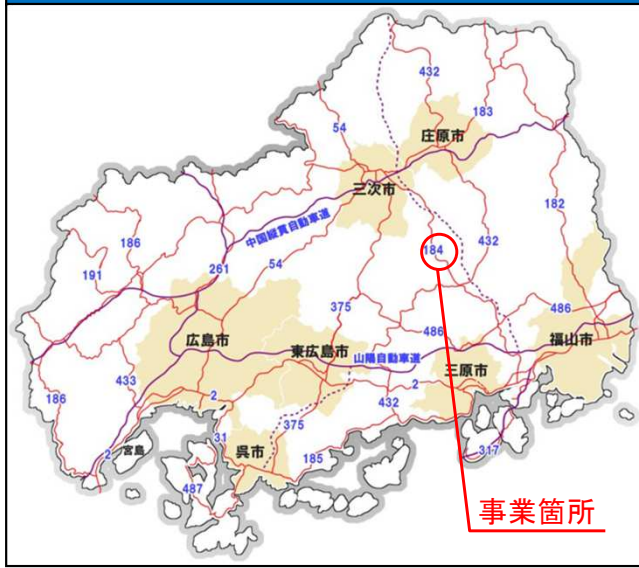 432
183
54
庄原市
三次市
182
中国縦貫自動車道
186
432
184
191
261
54
375
486
486
広島市
東広島市
山陽自動車道
福山市
三原市
186
433
2
2
432
375
31
2
宮島
呉市
185
317
487
事業箇所